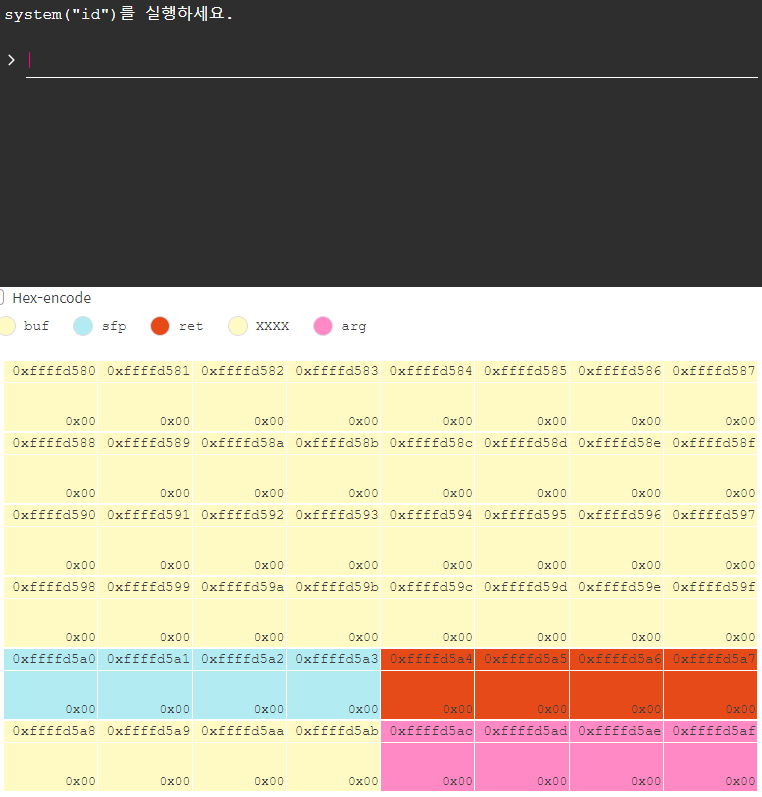 system("id")를 실행하세요.
>
Hex-encode
buf sfp ret XXXX arg
0xffffd580 0xffffd581 0xffffd582 0xffffd583 0xffffd584 0xffffd585 0xffffd586 0xffffd587
0x00 0x00 0x00 0x00 0x00 0x00 0x00 0x00
0xffffd588 0xffffd589 0xffffd58a 0xffffd58b 0xffffd58c 0xffffd58d 0xffffd58e 0xffffd58f
0x00 0x00 0x00 0x00 0x00 0x00 0x00 0x00
0xffffd590 0xffffd591 0xffffd592 0xffffd593 0xffffd594 0xffffd595 0xffffd596 0xffffd597
0x00 0x00 0x00 0x00 0x00 0x00 0x00 0x00
0xffffd598 0xffffd599 0xffffd59a 0xffffd59b 0xffffd59c 0xffffd59d 0xffffd59e 0xffffd59f
0x00 0x00 0x00 0x00 0x00 0x00 0x00 0x00
0xffffd5a0 0xffffd5a1 0xffffd5a2 0xffffd5a3 0xffffd5a4 0xffffd5a5 0xffffd5a6 0xffffd5a7
0x00 0x00 0x00 0x00 0x00 0x00 0x00 0x00
0xffffd5a8 0xffffd5a9 0xffffd5aa 0xffffd5ab 0xffffd5ac 0xffffd5ad 0xffffd5ae 0xffffd5af
0x00 0x00 0x00 0x00 0x00 0x00 0x00 0x00